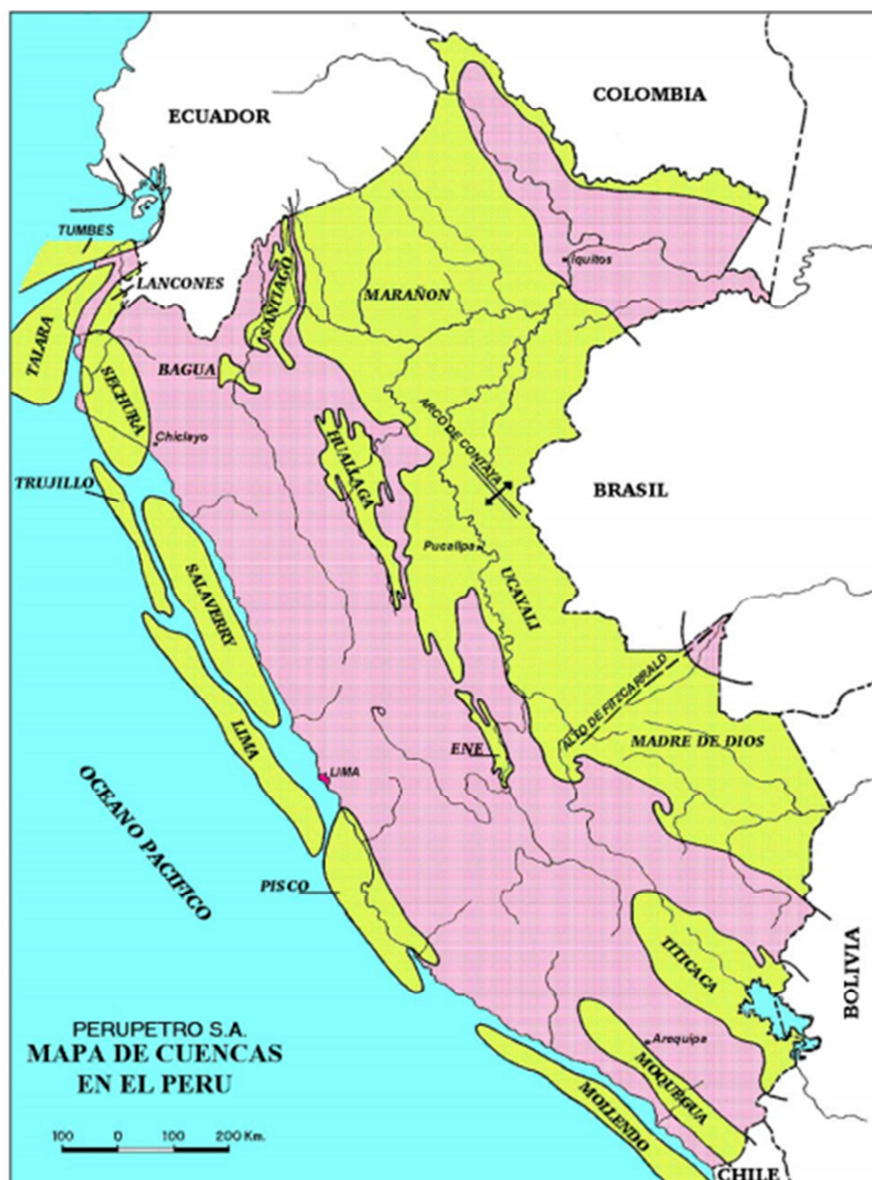 COLOMBIA
ECUADOR
TUMBES
LANCONES
SANTIAGO
MARAÑON
Iquitos
TALARA
BAGUA
SECHURA
Chiclayo
HUALLAGA
ARCO DE CONTAYA
TRUJILLO
BRASIL
Pucallpa
SALAVERRY
UCAYALI
LIMA
ALTO DE FITZCARRALD
MADRE DE DIOS
ENE
LIMA
OCEANO PACIFICO
PISCO
TITICACA
BOLIVIA
PERUPETRO S.A.
MAPA DE CUENCAS
EN EL PERU
Arequipa
MOQUEGUA
MOLLENDO
100 0 100 200 Km.
CHILE